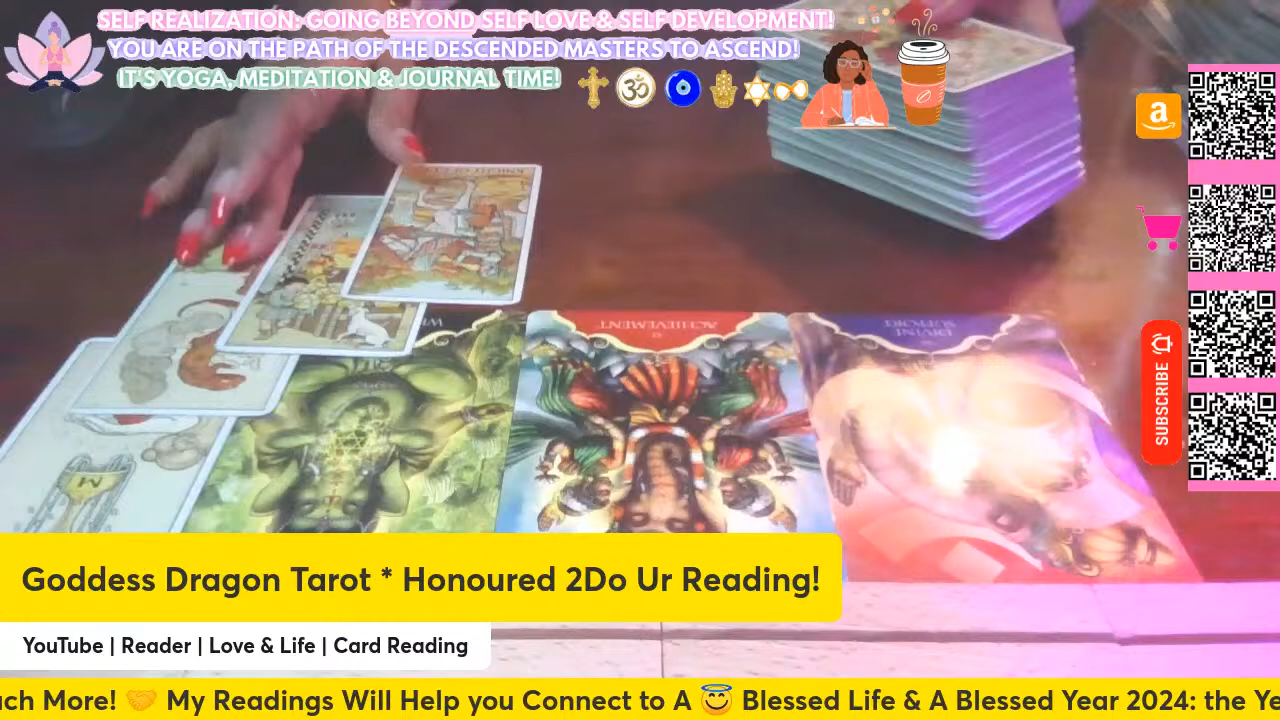 SELF REALIZATION: GOING BEYOND SELF LOVE & SELF DEVELOPMENT!
YOU ARE ON THE PATH OF THE DESCENDED MASTERS TO ASCEND!
IT'S YOGA, MEDITATION & JOURNAL TIME!
ACHIEVEMENT
DIVINE SUPPORT
M
SUBSCRIBE
Goddess Dragon Tarot * Honoured 2Do Ur Reading!
YouTube | Reader | Love & Life | Card Reading
More! 🤝 My Readings Will Help you Connect to A 😇 Blessed Life & A Blessed Year 2024: the